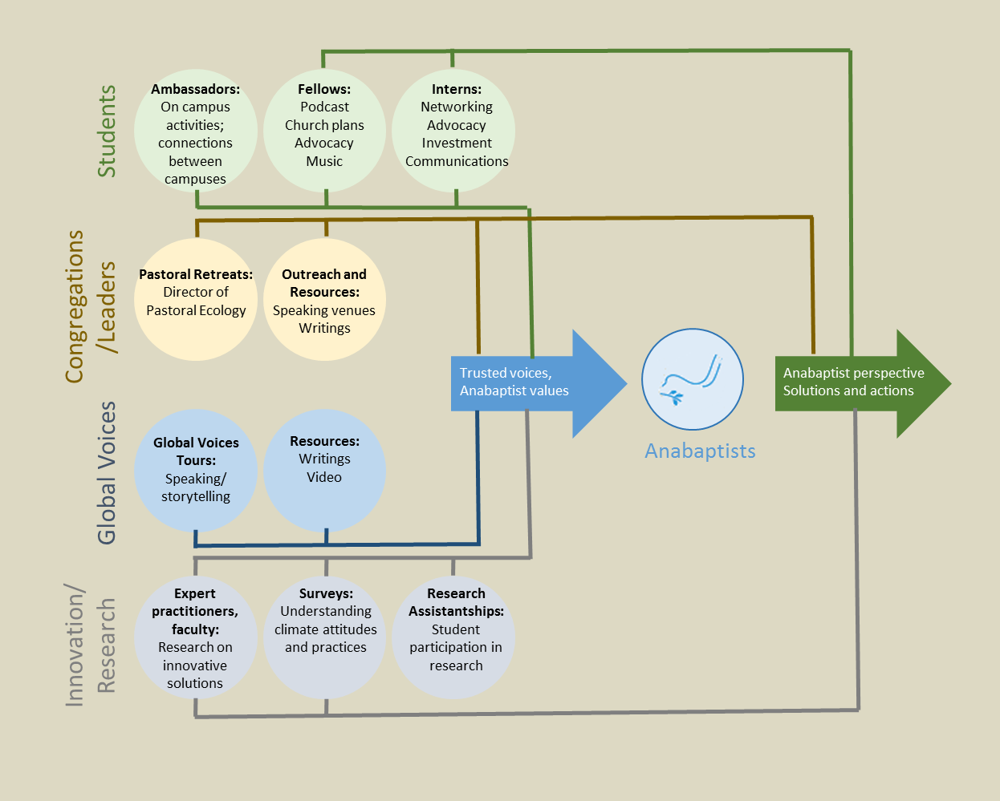 Students
Ambassadors:
On campus
activities;
connections
between
campuses
Fellows:
Podcast
Church plans
Advocacy
Music
Interns:
Networking
Advocacy
Investment
Communications
Congregations
/Leaders
Pastoral Retreats:
Director of
Pastoral Ecology
Outreach and
Resources:
Speaking venues
Writings
Trusted voices,
Anabaptist values
Anabaptists
Anabaptist perspective
Solutions and actions
Global Voices
Global Voices
Tours:
Speaking/
storytelling
Resources:
Writings
Video
Innovation/
Research
Expert
practitioners,
faculty:
Research on
innovative
solutions
Surveys:
Understanding
climate attitudes
and practices
Research
Assistantships:
Student
participation in
research